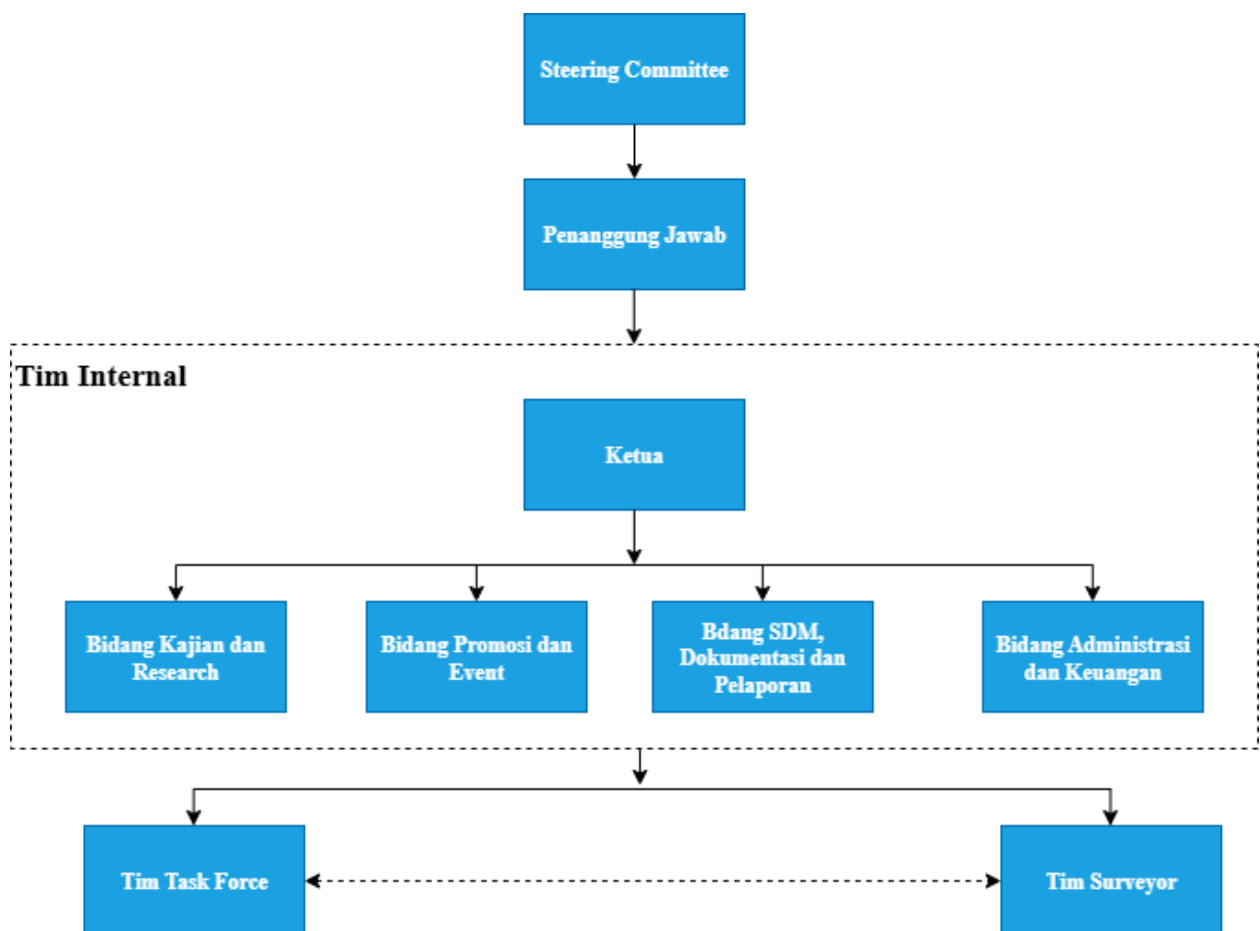 Steering Committee
Penanggung Jawab
Tim Internal
Ketua
Bidang Kajian dan
Research
Bidang Promosi dan
Event
Bdang SDM,
Dokumentasi dan
Pelaporan
Bidang Administrasi
dan Keuangan
Tim Task Force
Tim Surveyor